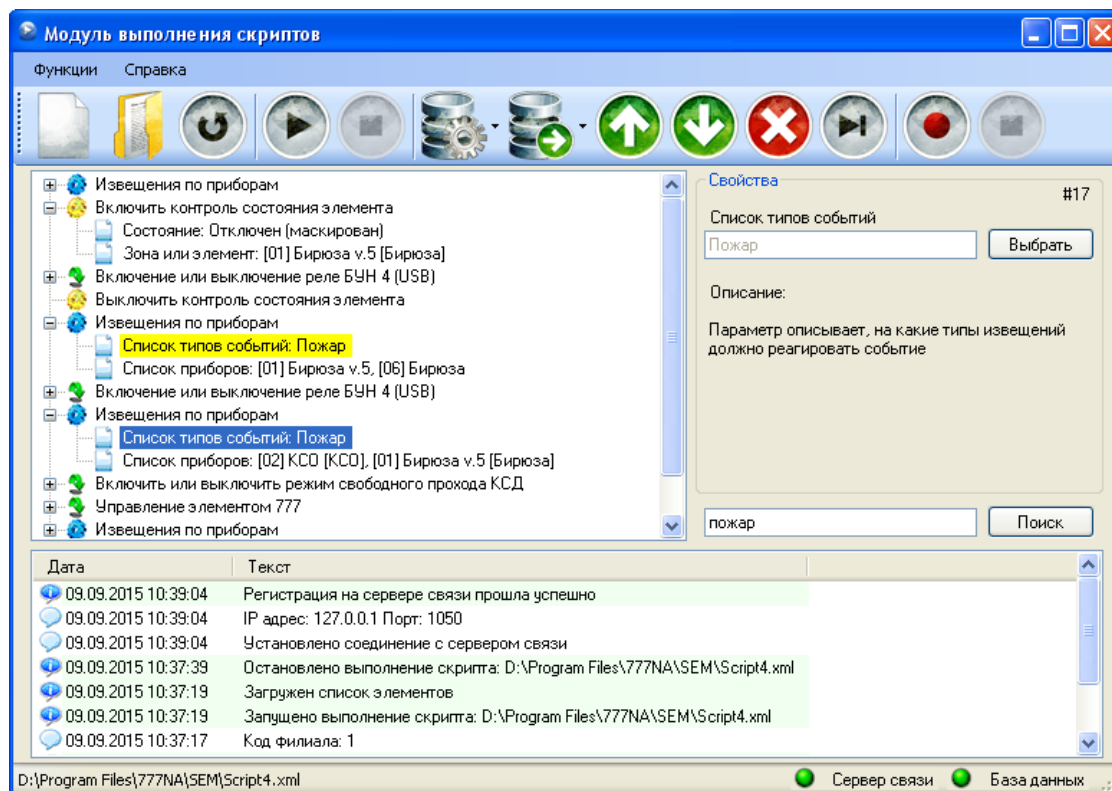 Модуль выполнения скриптов
Функции Справка
Извещения по приборам
Включить контроль состояния элемента
Состояние: Отключен (маскирован)
Зона или элемент: [01] Бирюза v.5 [Бирюза]
Включение или выключение реле БУН 4 (USB)
Выключить контроль состояния элемента
Извещения по приборам
Список типов событий: Пожар
Список приборов: [01] Бирюза v.5, [06] Бирюза
Включение или выключение реле БУН 4 (USB)
Извещения по приборам
Список типов событий: Пожар
Список приборов: [02] КСО [КСО], [01] Бирюза v.5 [Бирюза]
Включить или выключить режим свободного прохода КСД
Управление элементом 777
Извещения по приборам
Свойства
#17
Список типов событий
Пожар Выбрать
Описание:
Параметр описывает, на какие типы извещений
должно реагировать событие
пожар Поиск
Дата Текст
09.09.2015 10:39:04 Регистрация на сервере связи прошла успешно
09.09.2015 10:39:04 IP адрес: 127.0.0.1 Порт: 1050
09.09.2015 10:39:04 Установлено соединение с сервером связи
09.09.2015 10:37:39 Остановлено выполнение скрипта: D:\Program Files\777NA\SEM\Script4.xml
09.09.2015 10:37:19 Загружен список элементов
09.09.2015 10:37:19 Запущено выполнение скрипта: D:\Program Files\777NA\SEM\Script4.xml
09.09.2015 10:37:17 Код филиала: 1
D:\Program Files\777NA\SEM\Script4.xml Сервер связи База данных